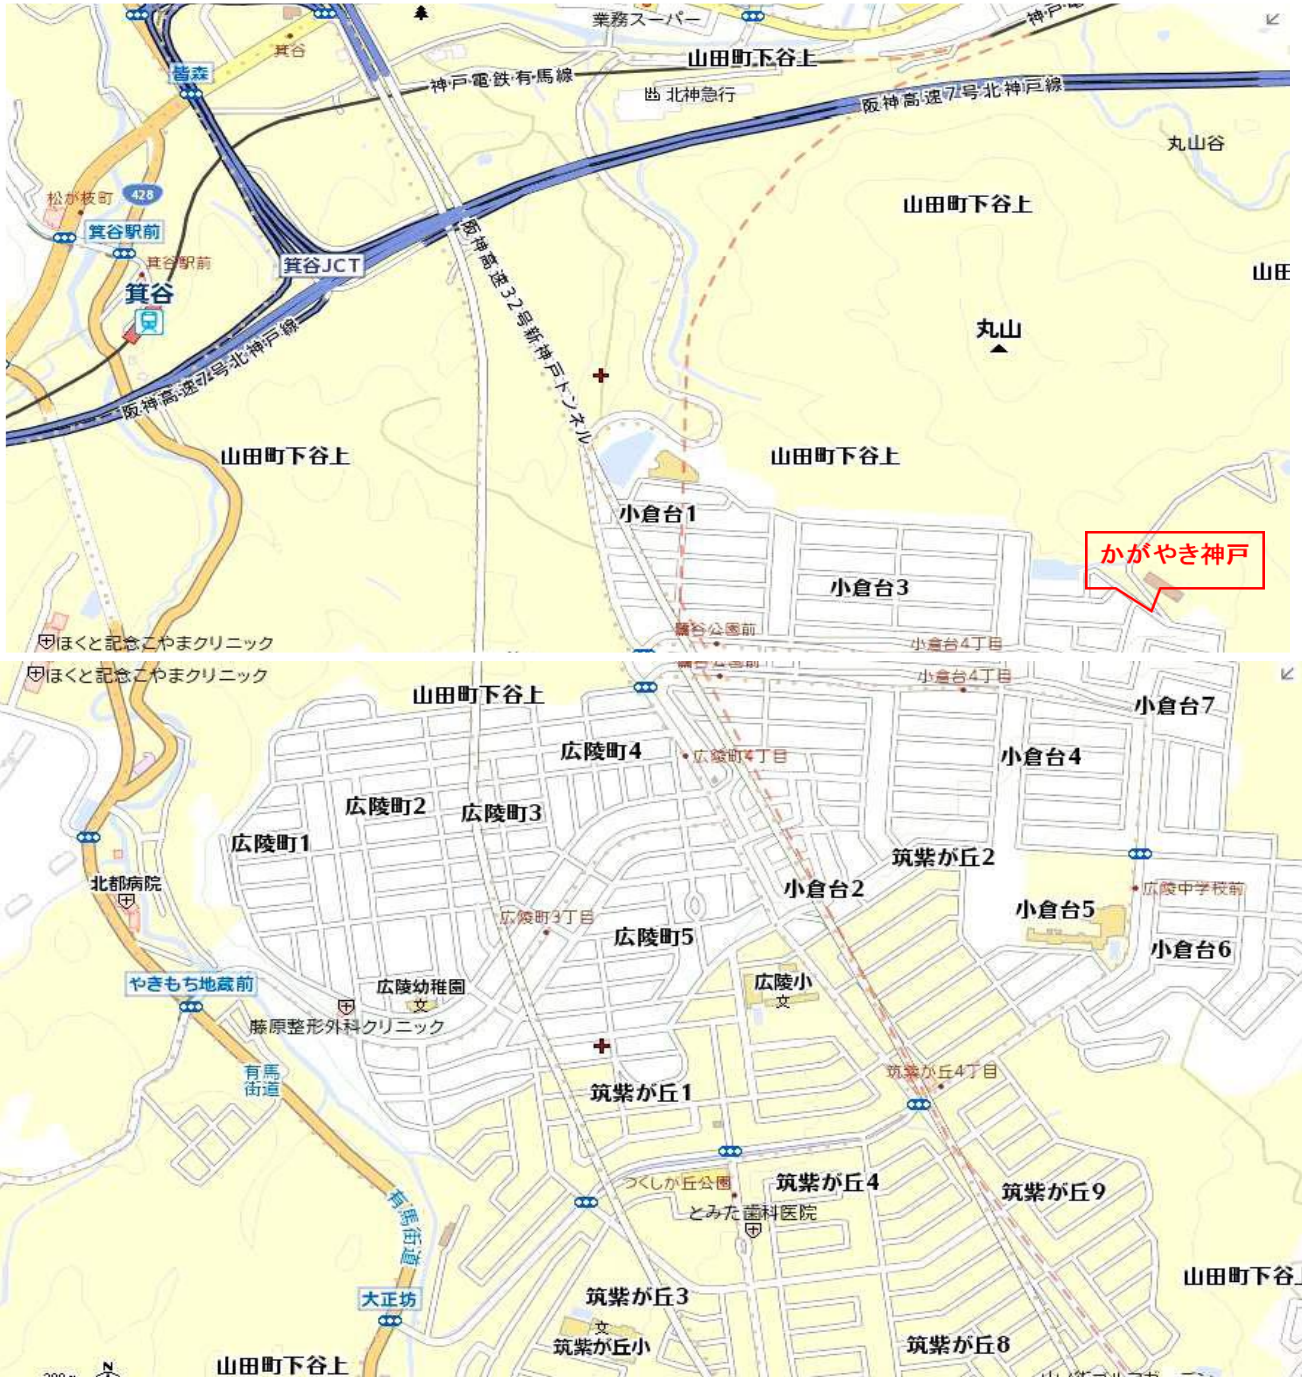 業務スーパー
神戸電
箕谷
山田町下谷上
皆森
神戸電鉄有馬線
北神急行
阪神高速7号北神戸線
丸山谷
松が枝町
428
山田町下谷上
箕谷駅前
箕谷駅前
箕谷JCT
阪神高速32号新神戸トンネル
山田
箕谷
丸山
阪神高速7号北神戸線
山田町下谷上
山田町下谷上
小倉台1
かがやき神戸
小倉台3
ほくと記念こやまクリニック
鷺谷公園前
小倉台4丁目
ほくと記念こやまクリニック
山田町下谷上
小倉台4丁目
小倉台7
広陵町4
広陵町4丁目
小倉台4
広陵町2
広陵町3
広陵町1
筑紫が丘2
北都病院
小倉台2
広陵中学校前
広陵町3丁目
小倉台5
広陵町5
小倉台6
やきもち地蔵前
広陵幼稚園
広陵小
文
文
藤原整形外科クリニック
有馬
街道
筑紫が丘4丁目
筑紫が丘1
つくしが丘公園
筑紫が丘4
筑紫が丘9
有馬街道
とみた歯科医院
山田町下谷上
大正坊
筑紫が丘3
文
筑紫が丘小
筑紫が丘8
山田町下谷上
N